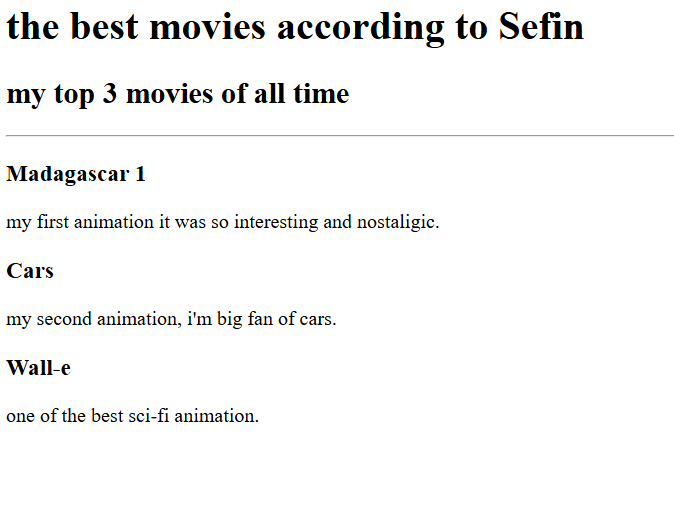 the best movies according to Sefin
my top 3 movies of all time
Madagascar 1
my first animation it was so interesting and nostaligic.
Cars
my second animation, i'm big fan of cars.
Wall-e
one of the best sci-fi animation.